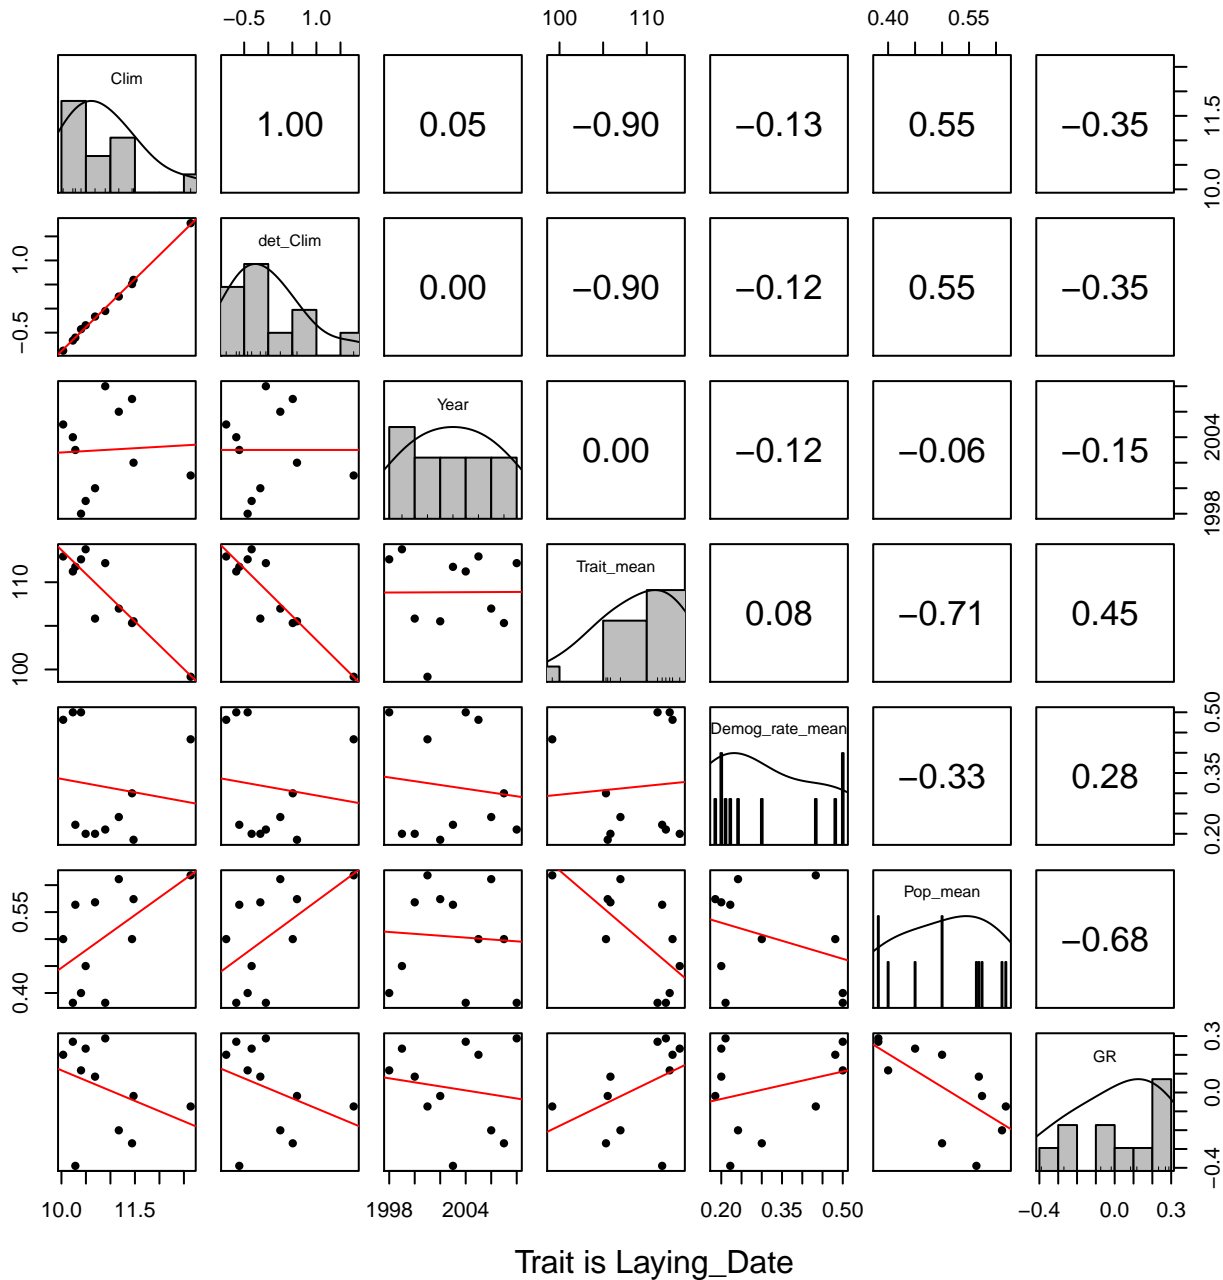 −0.5 1.0 100 110 0.40 0.55
Clim 1.00 0.05 −0.90 −0.13 0.55 −0.35 10.0 11.5
−0.5 1.0 det_Clim 0.00 −0.90 −0.12 0.55 −0.35
Year 0.00 −0.12 −0.06 −0.15 1998 2004
100 110 Trait_mean 0.08 −0.71 0.45
Demog_rate_mean −0.33 0.28 0.20 0.35 0.50
0.40 0.55 Pop_mean −0.68
GR −0.4 0.0 0.3
10.0 11.5 1998 2004 0.20 0.35 0.50 −0.4 0.0 0.3
Trait is Laying_Date